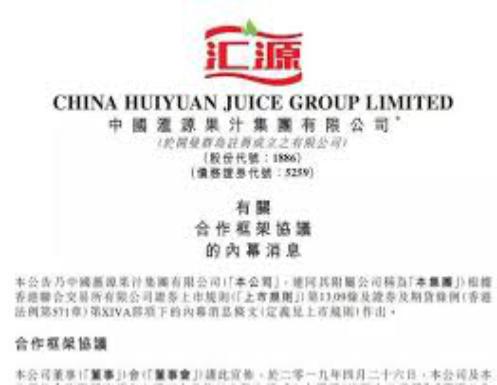 汇源
CHINA HUIYUAN JUICE GROUP LIMITED
中國滙源果汁集團有限公司*
(於開曼群島註冊成立之有限公司)
(股份代號：1886)
(債務證券代號：5259)
有關
合作框架協議
的內幕消息
本公告乃中國滙源果汁集團有限公司(「本公司」，連同其附屬公司稱為「本集團」)根據
香港聯合交易所有限公司證券上市規則(「上市規則」)第13.09條及證券及期貨條例(香港
法例第571章)第XIVA部項下的內幕消息條文(定義見上市規則)作出。
合作框架協議
本公司董事(「董事」)會(「董事會」)謹此宣佈，於二零一九年四月二十六日，本公司及本